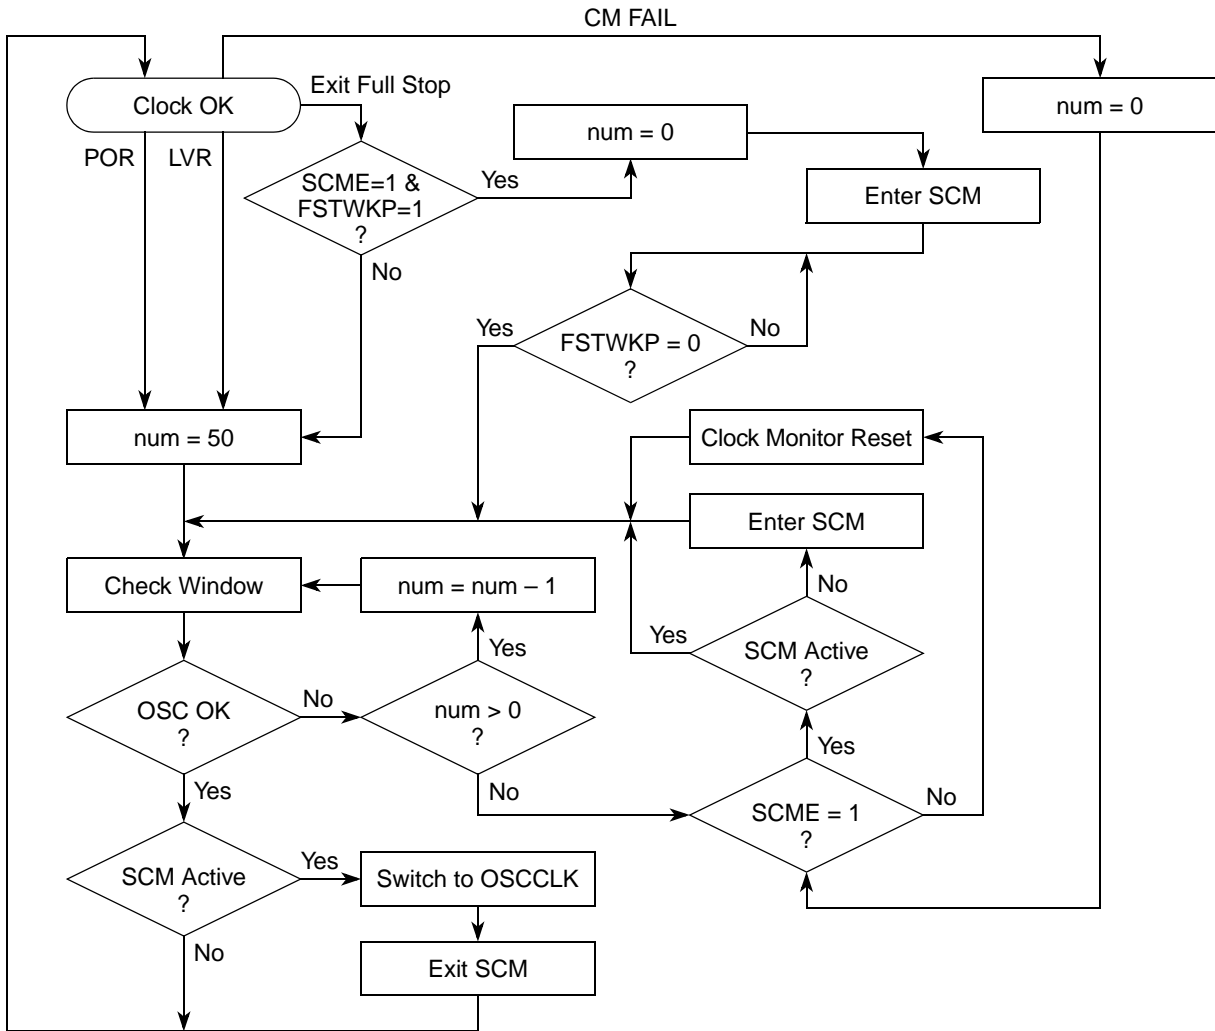 CM FAIL
Clock OK
Exit Full Stop
num = 0
num = 0
POR
LVR
SCME=1 &
FSTWKP=1
?
Yes
Enter SCM
No
Yes
FSTWKP = 0
?
No
num = 50
Clock Monitor Reset
Enter SCM
Check Window
num = num – 1
No
Yes
SCM Active
?
Yes
OSC OK
?
No
num > 0
?
Yes
Yes
No
SCME = 1
?
No
SCM Active
?
Yes
Switch to OSCCLK
No
Exit SCM